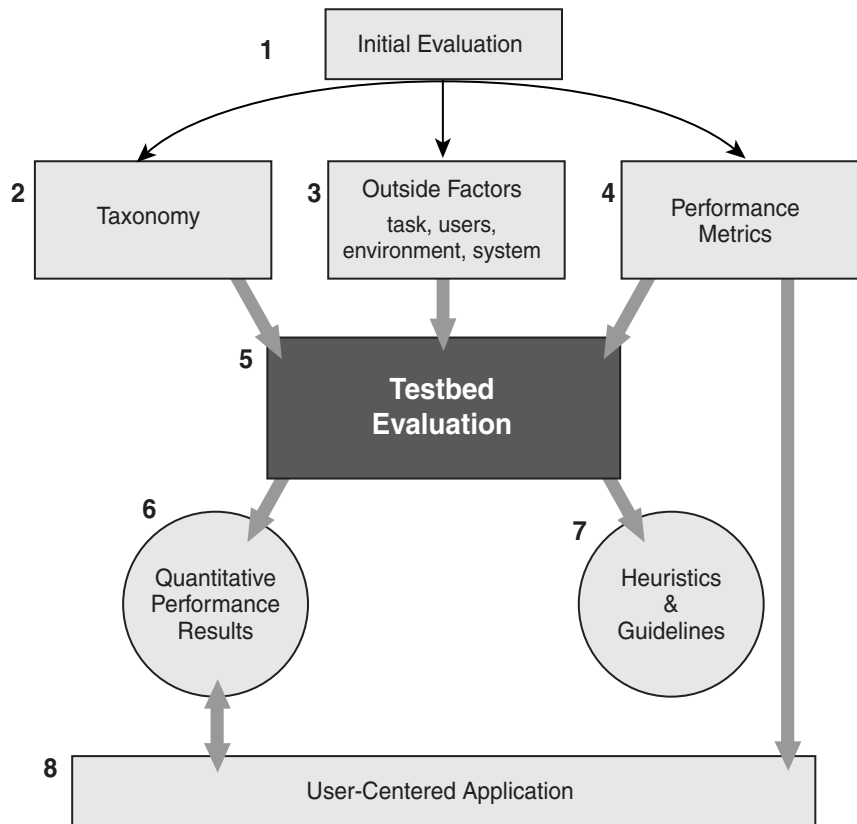 1
Initial Evaluation
2
Taxonomy
3
Outside Factors
task, users,
environment, system
4
Performance
Metrics
5
Testbed
Evaluation
6
Quantitative
Performance
Results
7
Heuristics
&
Guidelines
8
User-Centered Application